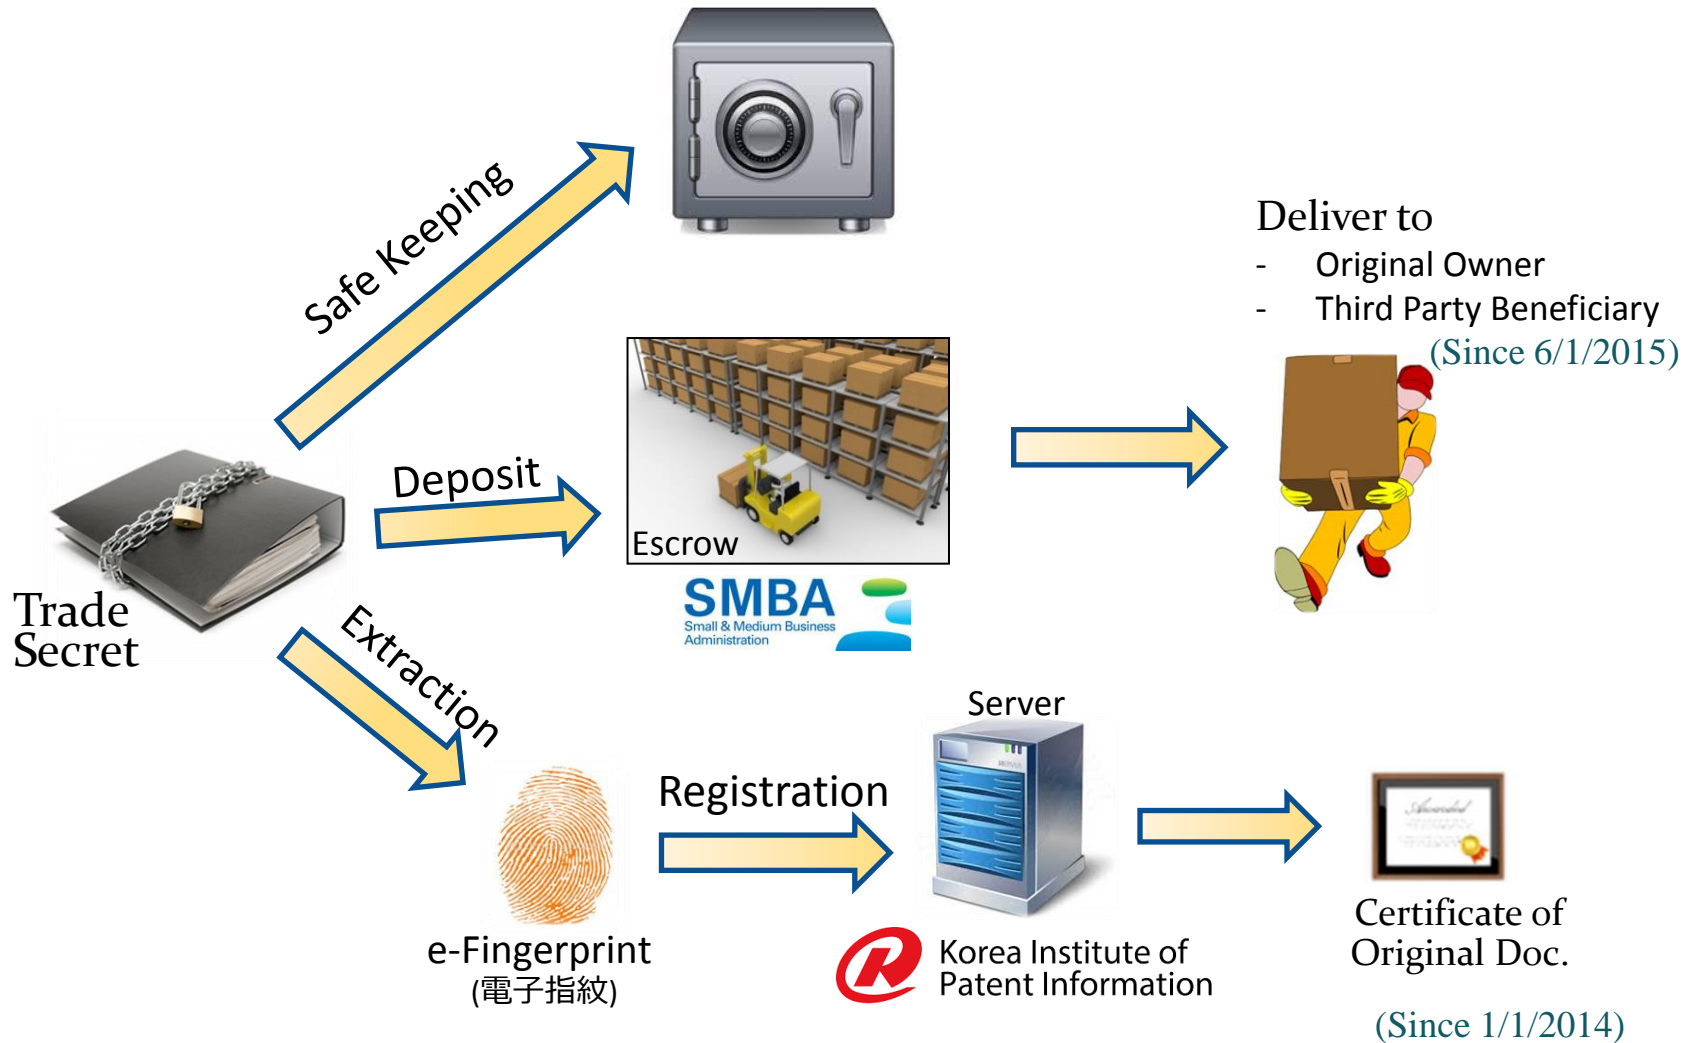 Safe Keeping
Deliver to
- Original Owner
- Third Party Beneficiary
(Since 6/1/2015)
Deposit
Escrow
SMBA
Small & Medium Business
Administration
Trade
Secret
Extraction
Server
Registration
Awarded
e-Fingerprint
(電子指紋)
Korea Institute of
Patent Information
Certificate of
Original Doc.
(Since 1/1/2014)